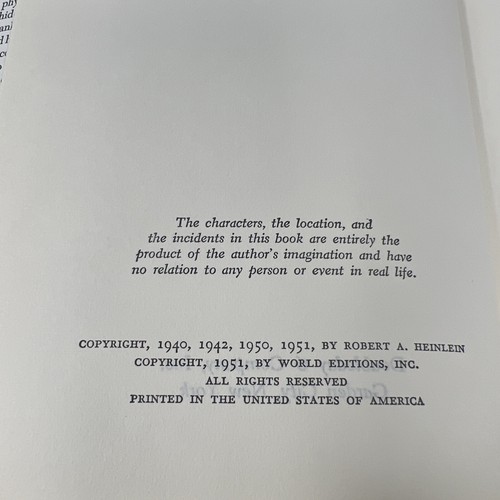 The characters, the location, and
the incidents in this book are entirely the
product of the author's imagination and have
no relation to any person or event in real life.
COPYRIGHT, 1940, 1942, 1950, 1951, BY ROBERT A. HEINLEIN
COPYRIGHT, 1951, BY WORLD EDITIONS, INC.
ALL RIGHTS RESERVED
PRINTED IN THE UNITED STATES OF AMERICA